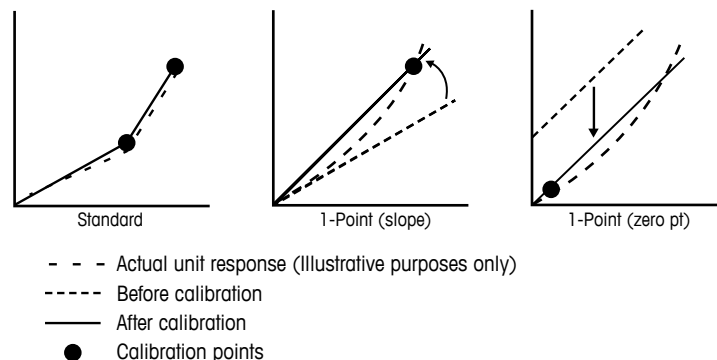 Standard
1-Point (slope)
1-Point (zero pt)
Actual unit response (Illustrative purposes only)
Before calibration
After calibration
Calibration points